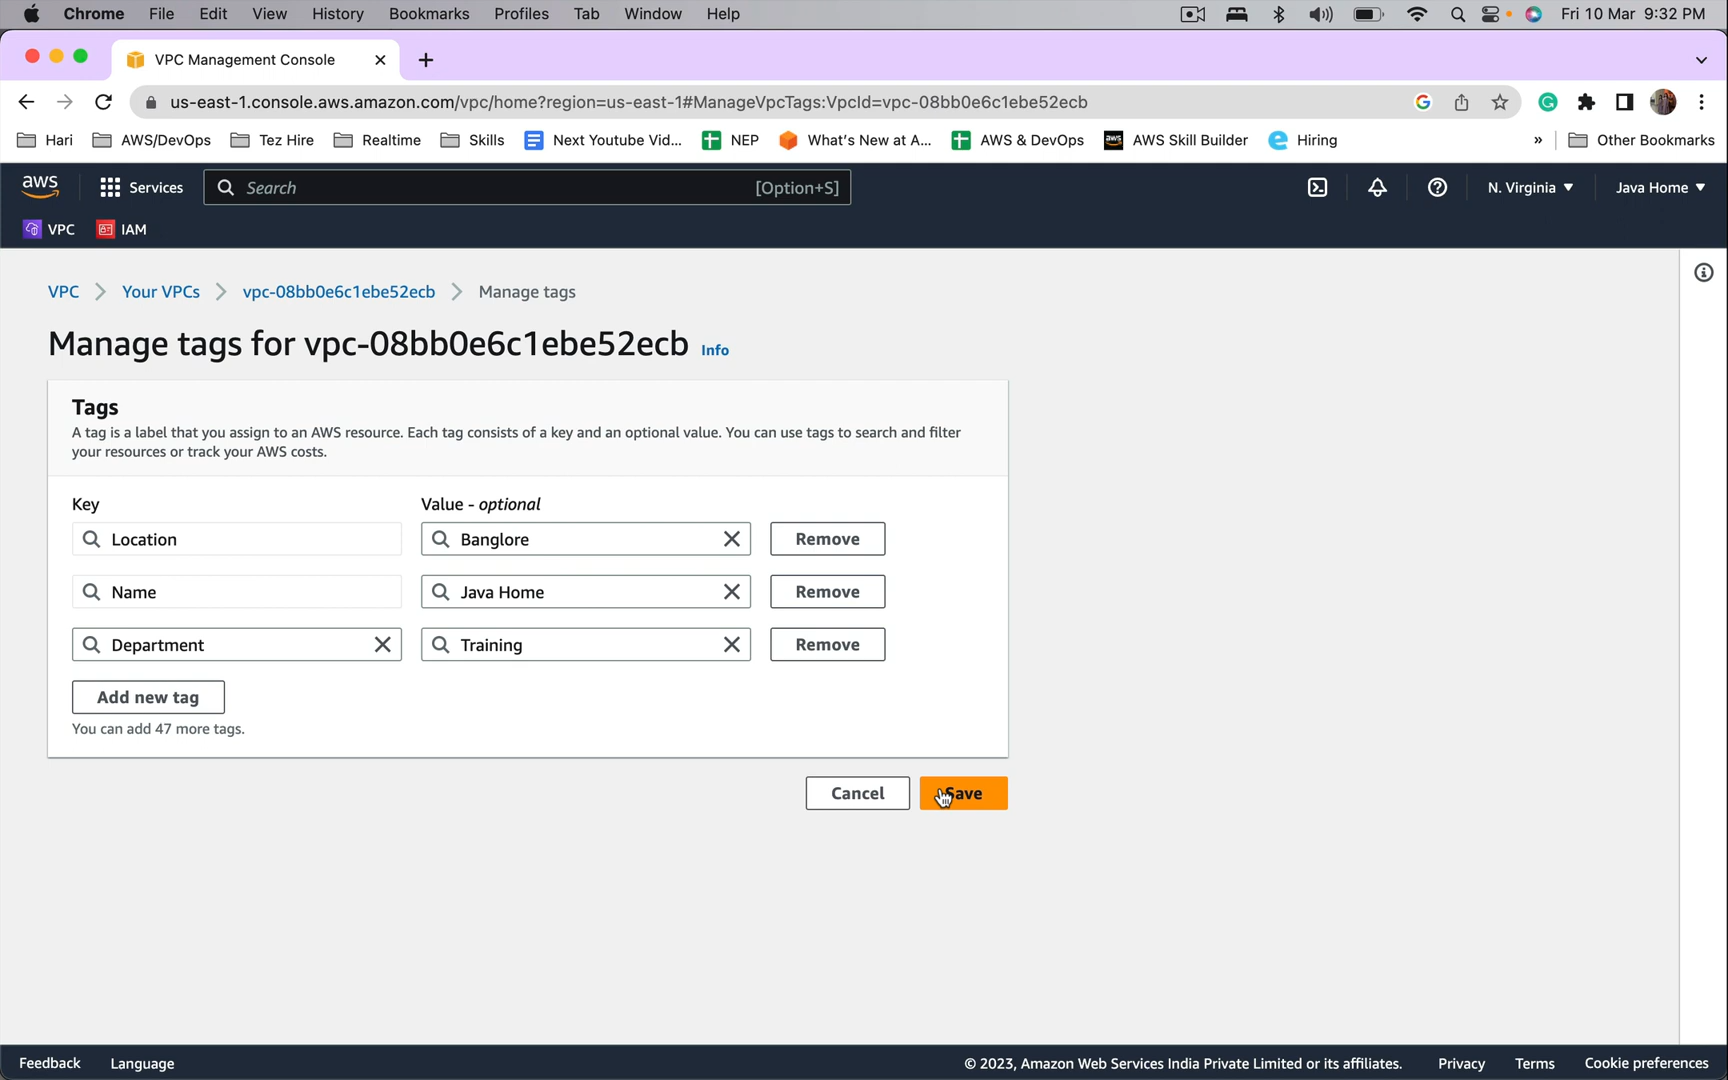 Chrome File Edit View History Bookmarks Profiles Tab Window Help Fri 10 Mar 9:32 PM
VPC Management Console
us-east-1.console.aws.amazon.com/vpc/home?region=us-east-1#ManageVpcTags:VpcId=vpc-08bb0e6c1ebe52ecb
Hari AWS/DevOps Tez Hire Realtime Skills Next Youtube Vid... NEP What's New at A... AWS & DevOps AWS Skill Builder Hiring » Other Bookmarks
aws Services Search [Option+S] N. Virginia Java Home
VPC IAM
VPC Your VPCs vpc-08bb0e6c1ebe52ecb Manage tags
Manage tags for vpc-08bb0e6c1ebe52ecb Info
Tags
A tag is a label that you assign to an AWS resource. Each tag consists of a key and an optional value. You can use tags to search and filter
your resources or track your AWS costs.
Key Value - optional
Location Banglore Remove
Name Java Home Remove
Department Training Remove
Add new tag
You can add 47 more tags.
Cancel Save
Feedback Language © 2023, Amazon Web Services India Private Limited or its affiliates. Privacy Terms Cookie preferences